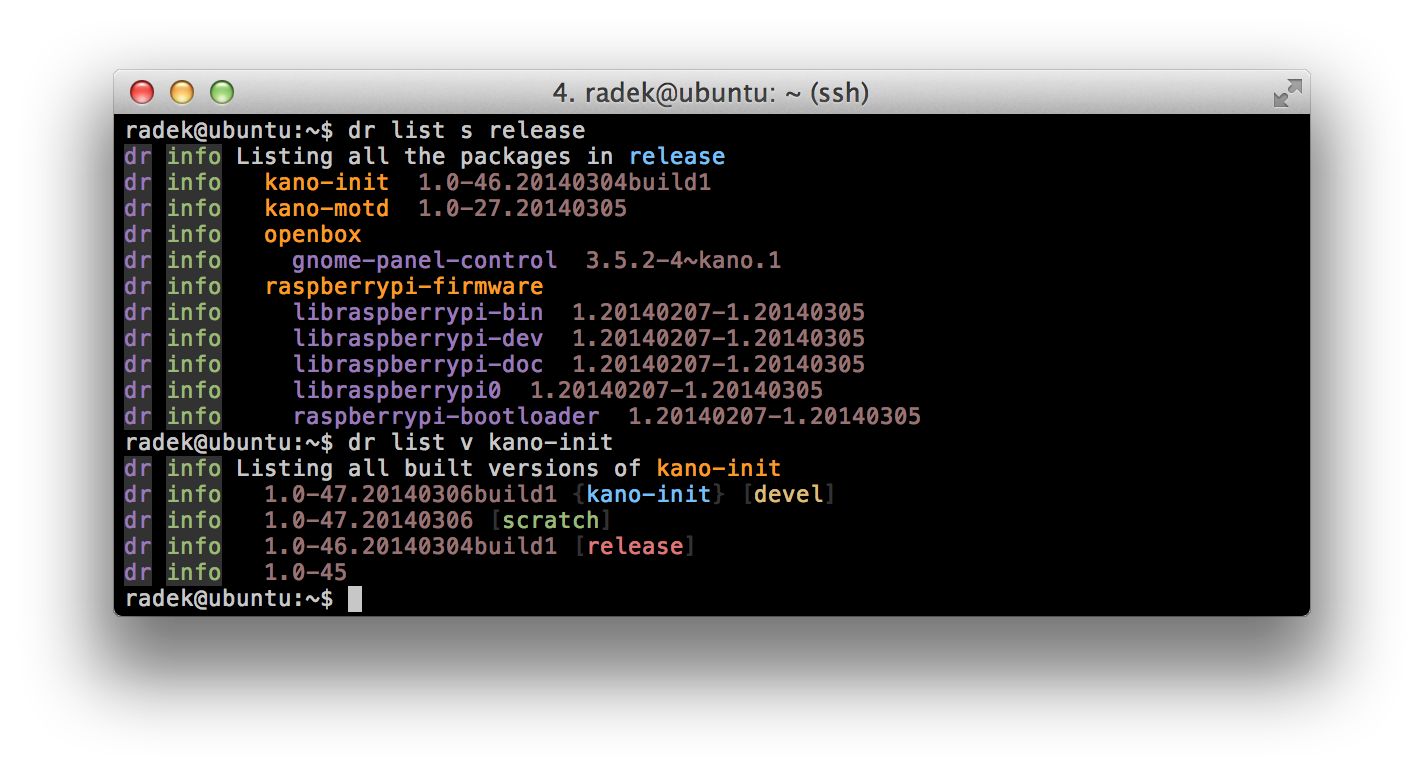 4. radek@ubuntu: ~ (ssh)
radek@ubuntu:~$ dr list s release
dr info Listing all the packages in release
dr info kano-init 1.0-46.20140304build1
dr info kano-motd 1.0-27.20140305
dr info openbox
dr info gnome-panel-control 3.5.2-4~kano.1
dr info raspberrypi-firmware
dr info libraspberrypi-bin 1.20140207-1.20140305
dr info libraspberrypi-dev 1.20140207-1.20140305
dr info libraspberrypi-doc 1.20140207-1.20140305
dr info libraspberrypi0 1.20140207-1.20140305
dr info raspberrypi-bootloader 1.20140207-1.20140305
radek@ubuntu:~$ dr list v kano-init
dr info Listing all built versions of kano-init
dr info 1.0-47.20140306build1 {kano-init} [devel]
dr info 1.0-47.20140306 [scratch]
dr info 1.0-46.20140304build1 [release]
dr info 1.0-45
radek@ubuntu:~$